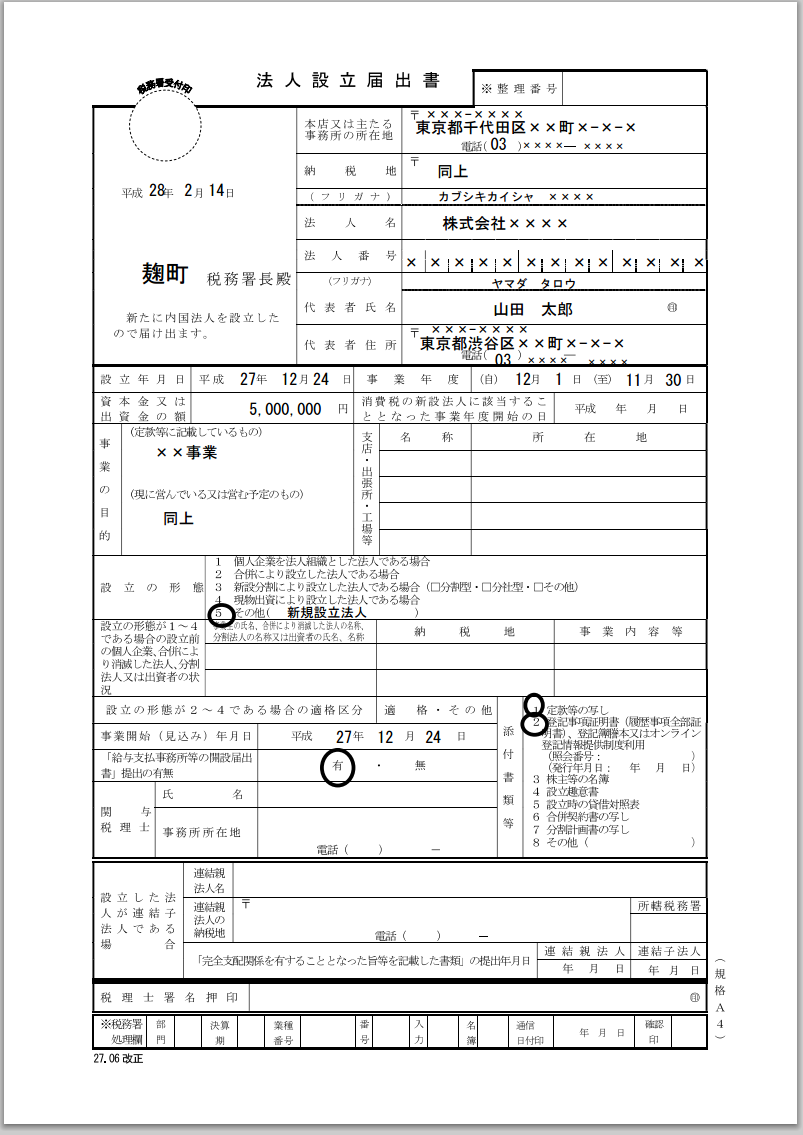 税務署受付印
法人設立届出書
※整理番号
平成 28年 2月 14日
麹町 税務署長殿
新たに内国法人を設立した
ので届け出ます。
本店又は主たる
事務所の所在地
〒 ×××-××××
東京都千代田区××町×-×-×
電話( 03 )××××― ××××
納税地
〒
同上
(フリガナ)
カブシキカイシャ ××××
法人名
株式会社××××
法人番号
×××××××××××××
(フリガナ)
ヤマダ タロウ
代表者氏名
山田 太郎
㊞
代表者住所
〒 ×××-××××
東京都渋谷区××町×-×-×
電話( 03 )××××― ××××
設立年月日
平成 27年 12月 24 日
事業年度
(自) 12月 1 日 (至) 11月 30 日
資本金又は
出資金の額
5,000,000 円
消費税の新設法人に該当するこ
ととなった事業年度開始の日
平成 年 月 日
事業の目的
(定款等に記載しているもの)
××事業
(現に営んでいる又は営む予定のもの)
同上
支店・出張所・工場等
名称
所在地
設立の形態
1 個人企業を法人組織とした法人である場合
2 合併により設立した法人である場合
3 新設分割により設立した法人である場合(□分割型・□分社型・□その他)
4 現物出資により設立した法人である場合
5 その他( 新規設立法人 )
設立の形態が1~4
である場合の設立前
の個人企業、合併によ
り消滅した法人、分割
法人又は出資者の状
況
主の氏名、合併により消滅した法人の名称、
分割法人の名称又は出資者の氏名、名称
納税地
事業内容等
設立の形態が2~4である場合の適格区分
適格・その他
事業開始(見込み)年月日
平成 27年 12 月 24 日
「給与支払事務所等の開設届出
書」提出の有無
有 ・ 無
関与
税理士
氏名
事務所所在地
電話( ) ―
添付書類等
1 定款等の写し
2 登記事項証明書(履歴事項全部証
明書)、登記簿謄本又はオンライン
登記情報提供制度利用
(照会番号: )
(発行年月日: 年 月 日)
3 株主等の名簿
4 設立趣意書
5 設立時の貸借対照表
6 合併契約書の写し
7 分割計画書の写し
8 その他( )
設立した法
人が連結子
法人である
場合
連結親
法人名
連結親
法人の
納税地
〒
電話( ) ―
所轄税務署
「完全支配関係を有することとなった旨等を記載した書類」の提出年月日
連結親法人
年 月 日
連結子法人
年 月 日
税理士署名押印
㊞
(規格A4)
※税務署
処理欄
部門
決算
期
業種
番号
番号
入力
名簿
通信
日付印
年 月 日
確認
印
27.06改正